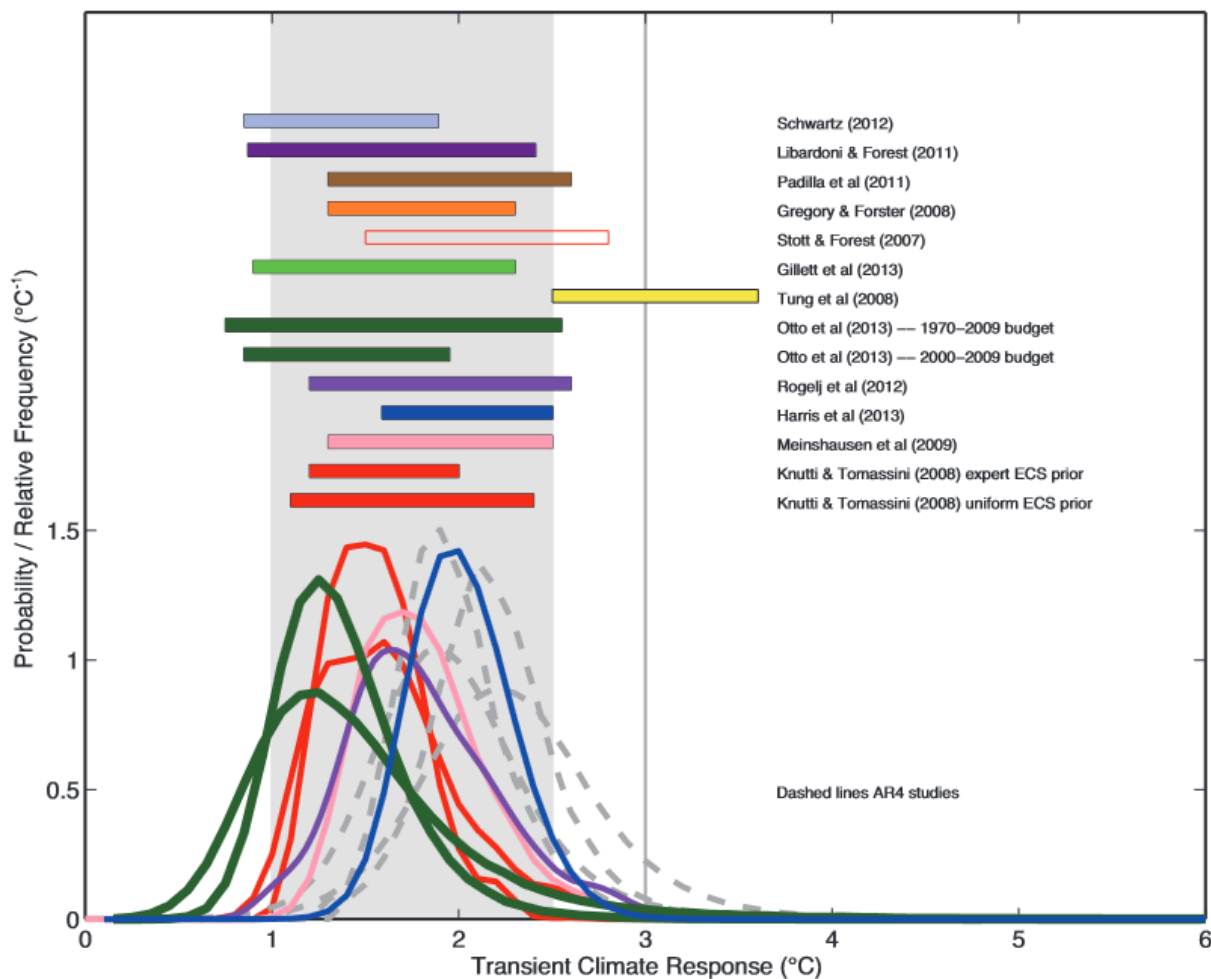 Schwartz (2012)
Libardoni & Forest (2011)
Padilla et al (2011)
Gregory & Forster (2008)
Stott & Forest (2007)
Gillett et al (2013)
Tung et al (2008)
Otto et al (2013) –– 1970–2009 budget
Otto et al (2013) –– 2000–2009 budget
Rogelj et al (2012)
Harris et al (2013)
Meinshausen et al (2009)
Knutti & Tomassini (2008) expert ECS prior
Knutti & Tomassini (2008) uniform ECS prior
Probability / Relative Frequency (°C⁻¹)
1.5
1
0.5
0
Dashed lines AR4 studies
0 1 2 3 4 5 6
Transient Climate Response (°C)